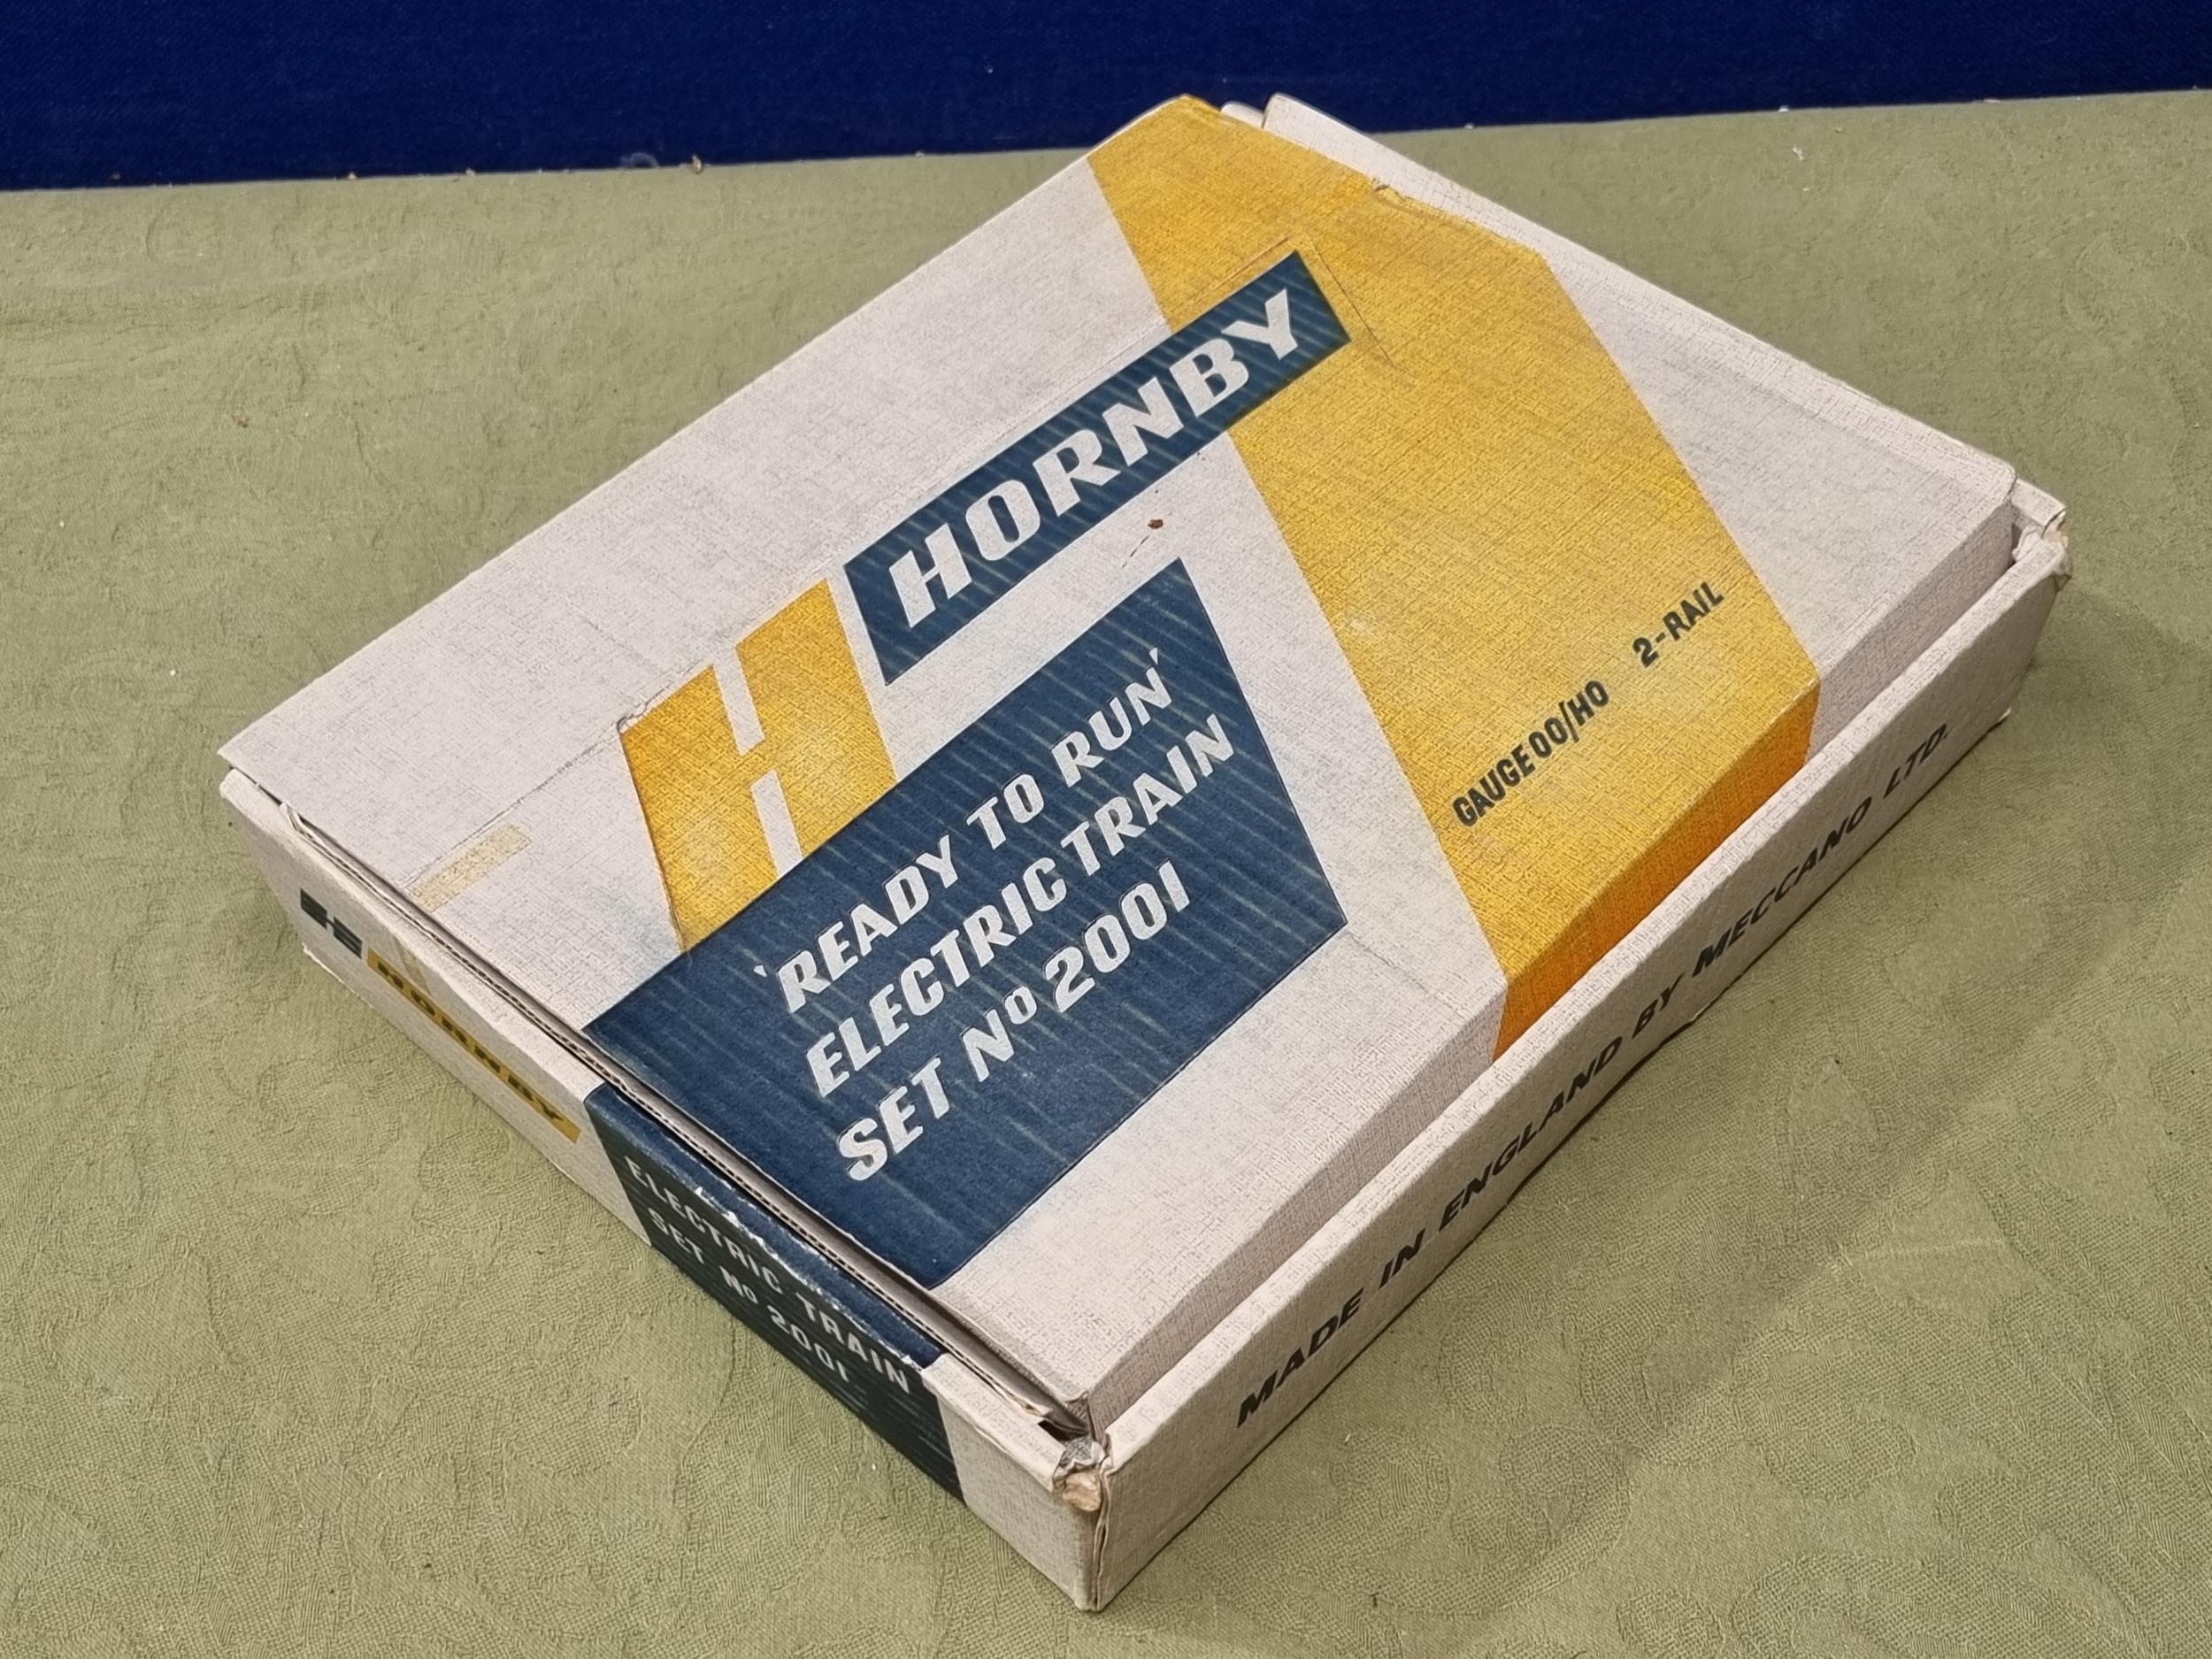 H HORNBY
'READY TO RUN'
ELECTRIC TRAIN
SET Nº 2001
GAUGE OO/HO 2-RAIL
H HORNBY
ELECTRIC TRAIN
SET Nº 2001
MADE IN ENGLAND BY MECCANO LTD.